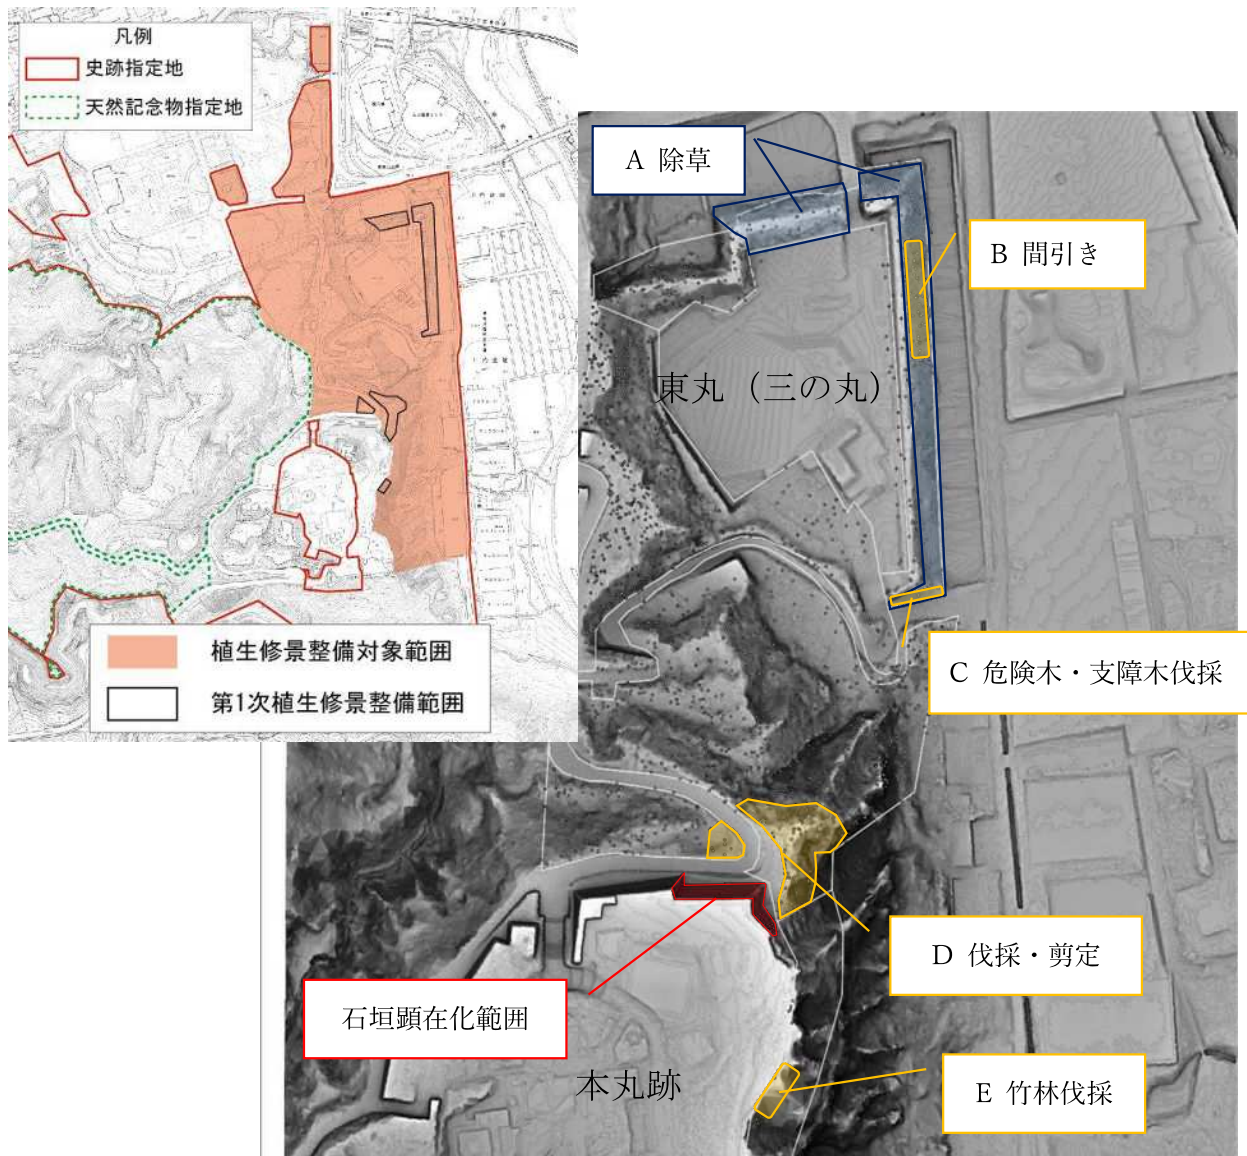 凡例
史跡指定地
天然記念物指定地
植生修景整備対象範囲
第1次植生修景整備範囲
A 除草
B 間引き
東丸（三の丸）
C 危険木・支障木伐採
D 伐採・剪定
石垣顕在化範囲
本丸跡
E 竹林伐採